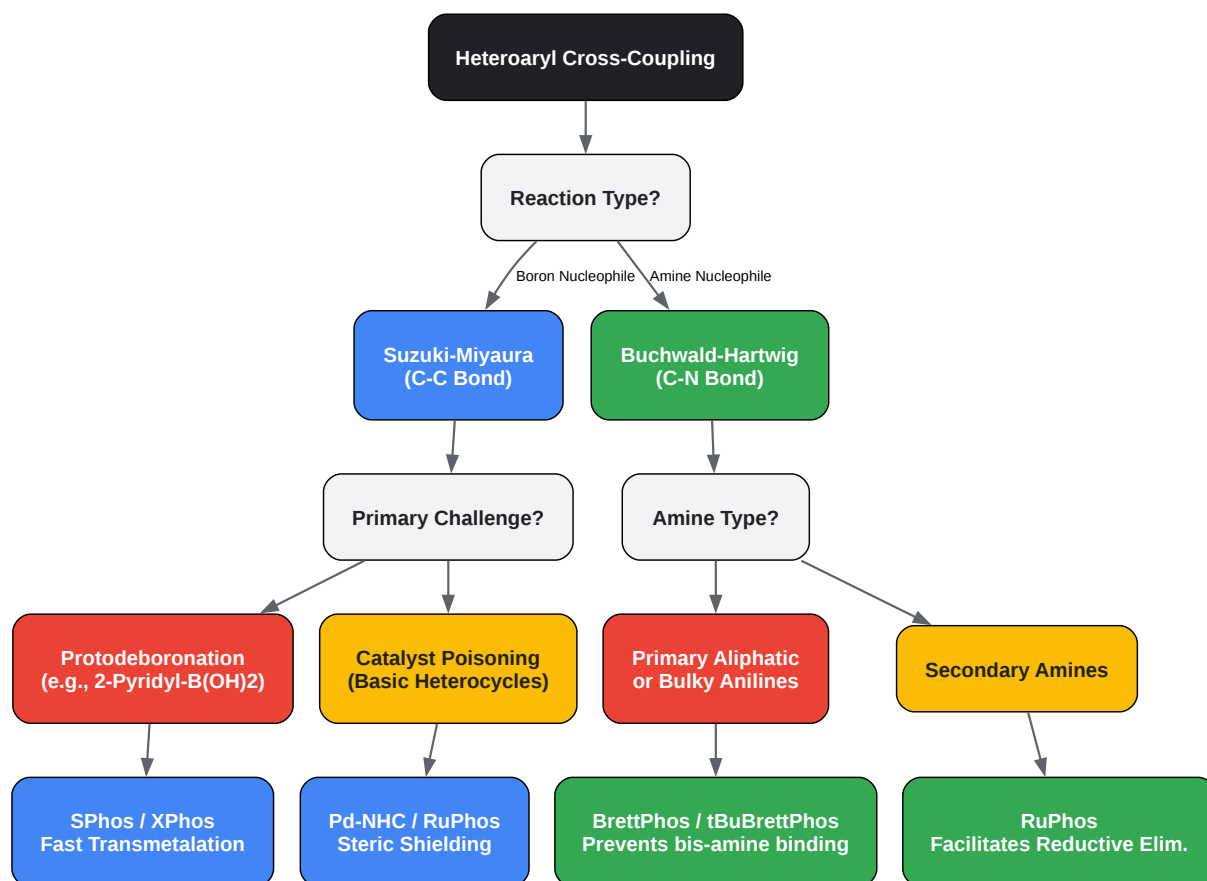 Heteroaryl Cross-Coupling
Reaction Type?
Boron Nucleophile
Amine Nucleophile
Suzuki-Miyaura
(C-C Bond)
Buchwald-Hartwig
(C-N Bond)
Primary Challenge?
Amine Type?
Protodeboronation
(e.g., 2-Pyridyl-B(OH)2)
Catalyst Poisoning
(Basic Heterocycles)
Primary Aliphatic
or Bulky Anilines
Secondary Amines
SPhos / XPhos
Fast Transmetalation
Pd-NHC / RuPhos
Steric Shielding
BrettPhos / tBuBrettPhos
Prevents bis-amine binding
RuPhos
Facilitates Reductive Elim.